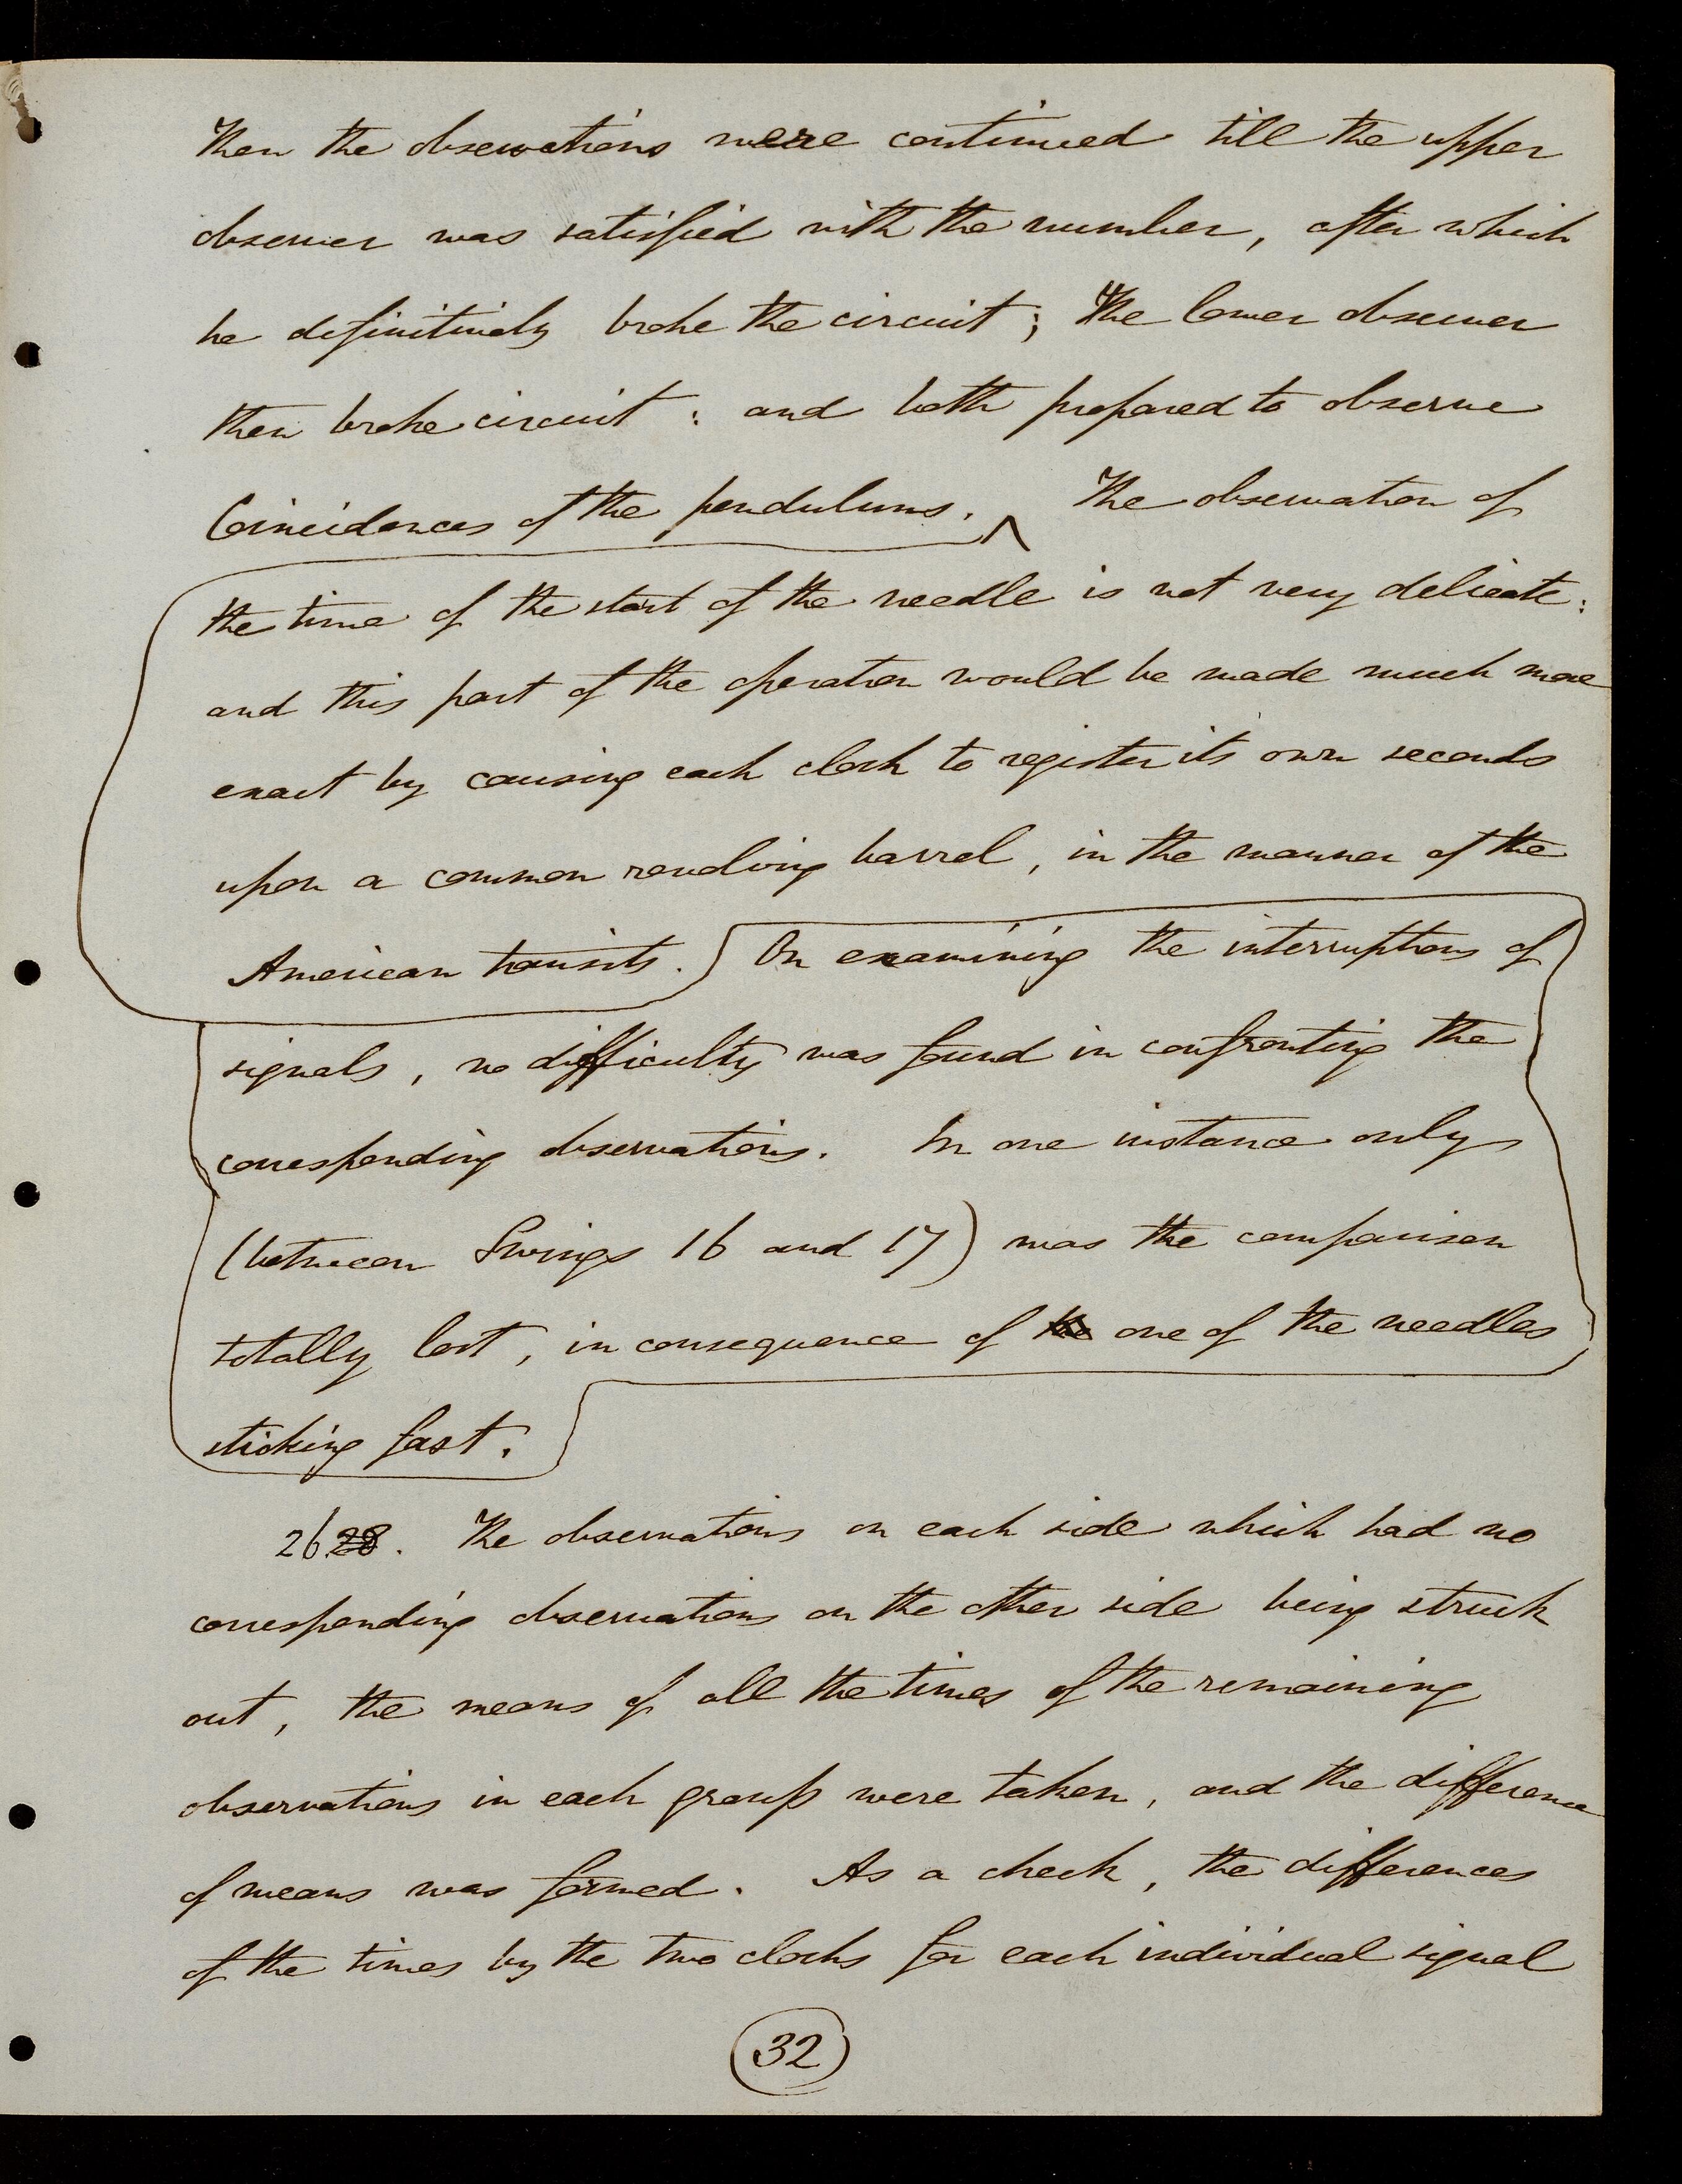 Then the observations were continued till the upper
observer was satisfied with the number, after which
he definitively broke the circuit; The lower observer
then broke circuit: and both prepared to observe
Coincidences of the pendulums. The observation of
the time of the start of the needle is not very delicate:
and this part of the operation would be made much more
exact by causing each clock to register its own seconds
upon a common revolving barrel, in the manner of the
American transits. On examining the interruptions of
signals, no difficulty was found in confronting the
corresponding observations. In one instance only
(between Swings 16 and 17) was the comparison
totally lost, in consequence of the one of the needles
sticking fast.
26. 28. The observations on each side which had no
corresponding observations on the other side being struck
out, the means of all the times of the remaining
observations in each group were taken, and the difference
of means was formed. As a check, the differences
of the times by the two clocks for each individual signal
32